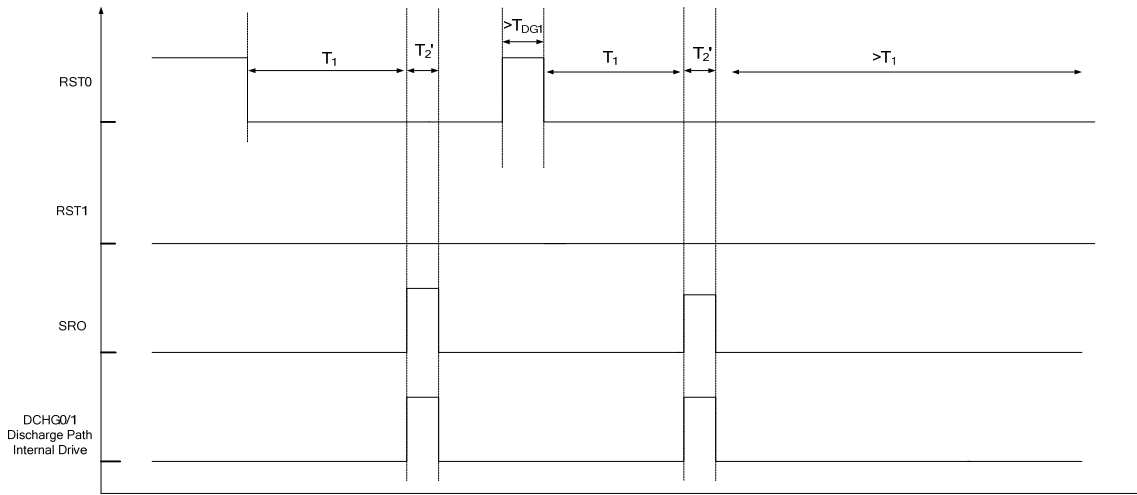 >TDG1
T1
T2'
T1
T2'
>T1
RST0
RST1
SRO
DCHG0/1
Discharge Path
Internal Drive